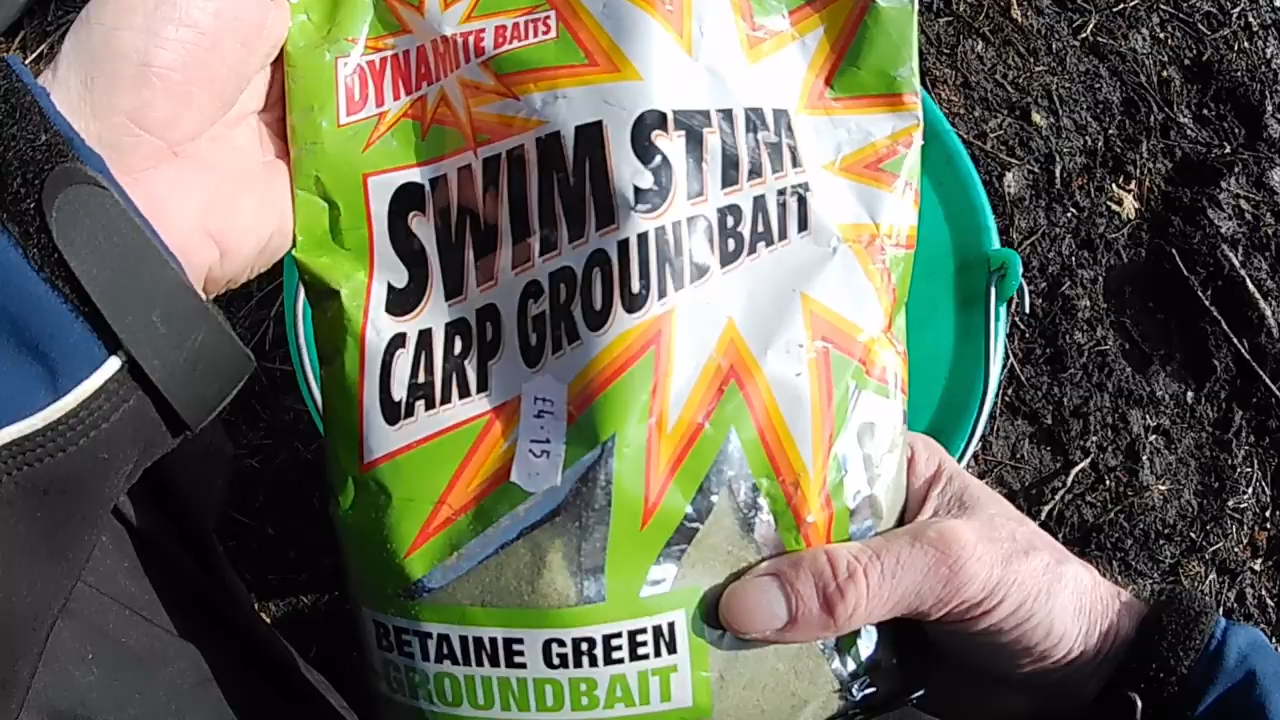 DYNAMITE BAITS
SWIM STIM
CARP GROUNDBAIT
£4.15
BETAINE GREEN
GROUNDBAIT